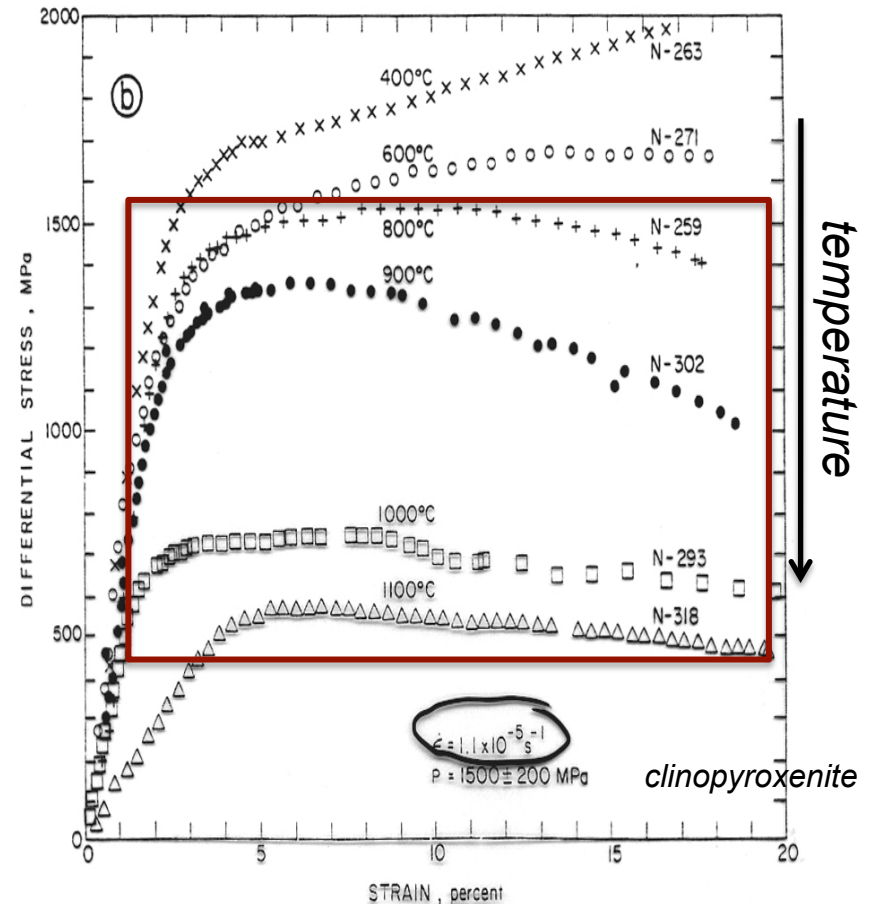 2000
N-263
400°C
b
N-271
600°C
1500
N-259
800°C
900°C
N-302
1000
1000°C
N-293
1100°C
N-318
500
ε̇ = 1.1 x 10⁻⁵ s⁻¹
P = 1500 ± 200 MPa
clinopyroxenite
0
0 5 10 15 20
STRAIN , percent
DIFFERENTIAL STRESS , MPa
temperature